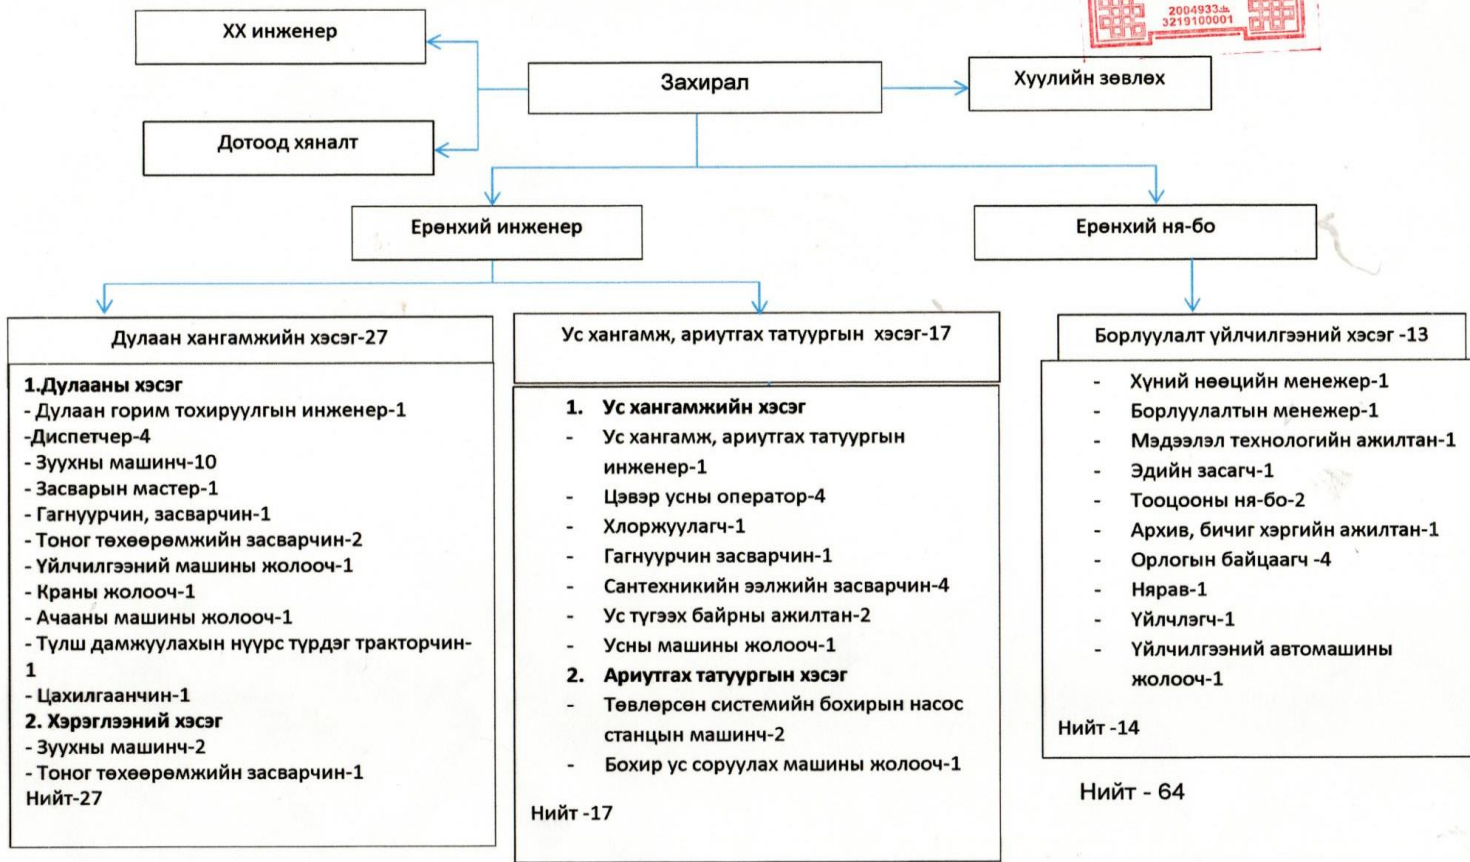 2004933
3219100001
ХХ инженер
Захирал
Хуулийн зөвлөх
Дотоод хяналт
Ерөнхий инженер
Ерөнхий ня-бо
Дулаан хангамжийн хэсэг-27
1.Дулааны хэсэг
- Дулаан горим тохируулгын инженер-1
-Диспетчер-4
- Зуухны машинч-10
- Засварын мастер-1
- Гагнуурчин, засварчин-1
- Тоног төхөөрөмжийн засварчин-2
- Үйлчилгээний машины жолооч-1
- Краны жолооч-1
- Ачааны машины жолооч-1
- Түлш дамжуулахын нүүрс түрдэг тракторчин-
1
- Цахилгаанчин-1
2. Хэрэглээний хэсэг
- Зуухны машинч-2
- Тоног төхөөрөмжийн засварчин-1
Нийт-27
Ус хангамж, ариутгах татуургын хэсэг-17
1. Ус хангамжийн хэсэг
- Ус хангамж, ариутгах татуургын
инженер-1
- Цэвэр усны оператор-4
- Хлоржуулагч-1
- Гагнуурчин засварчин-1
- Сантехникийн ээлжийн засварчин-4
- Ус түгээх байрны ажилтан-2
- Усны машины жолооч-1
2. Ариутгах татуургын хэсэг
- Төвлөрсөн системийн бохирын насос
станцын машинч-2
- Бохир ус соруулах машины жолооч-1
Нийт -17
Борлуулалт үйлчилгээний хэсэг -13
- Хүний нөөцийн менежер-1
- Борлуулалтын менежер-1
- Мэдээлэл технологийн ажилтан-1
- Эдийн засагч-1
- Тооцооны ня-бо-2
- Архив, бичиг хэргийн ажилтан-1
- Орлогын байцаагч -4
- Нярав-1
- Үйлчлэгч-1
- Үйлчилгээний автомашины
жолооч-1
Нийт -14
Нийт - 64